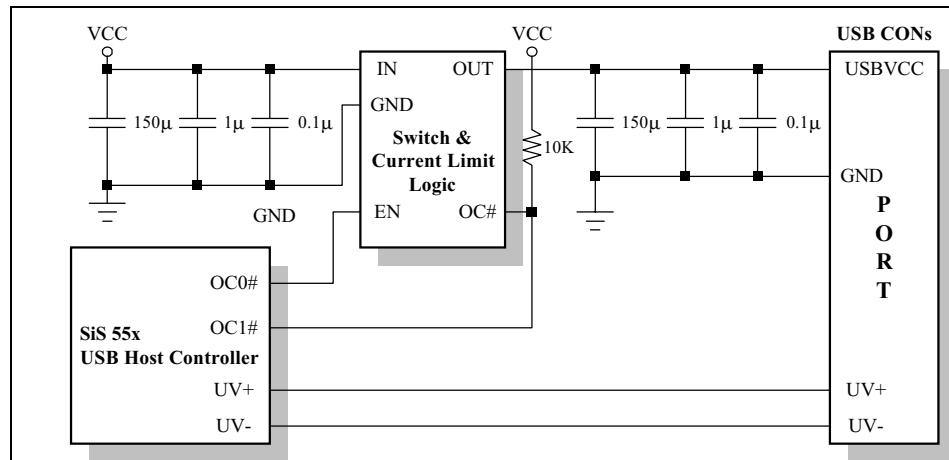 VCC
VCC
USB CONs
IN
OUT
USBVCC
GND
150μ
1μ
0.1μ
Switch &
Current Limit
Logic
10K
150μ
1μ
0.1μ
GND
GND
EN
OC#
P
O
R
T
OC0#
OC1#
SiS 55x
USB Host Controller
UV+
UV+
UV-
UV-